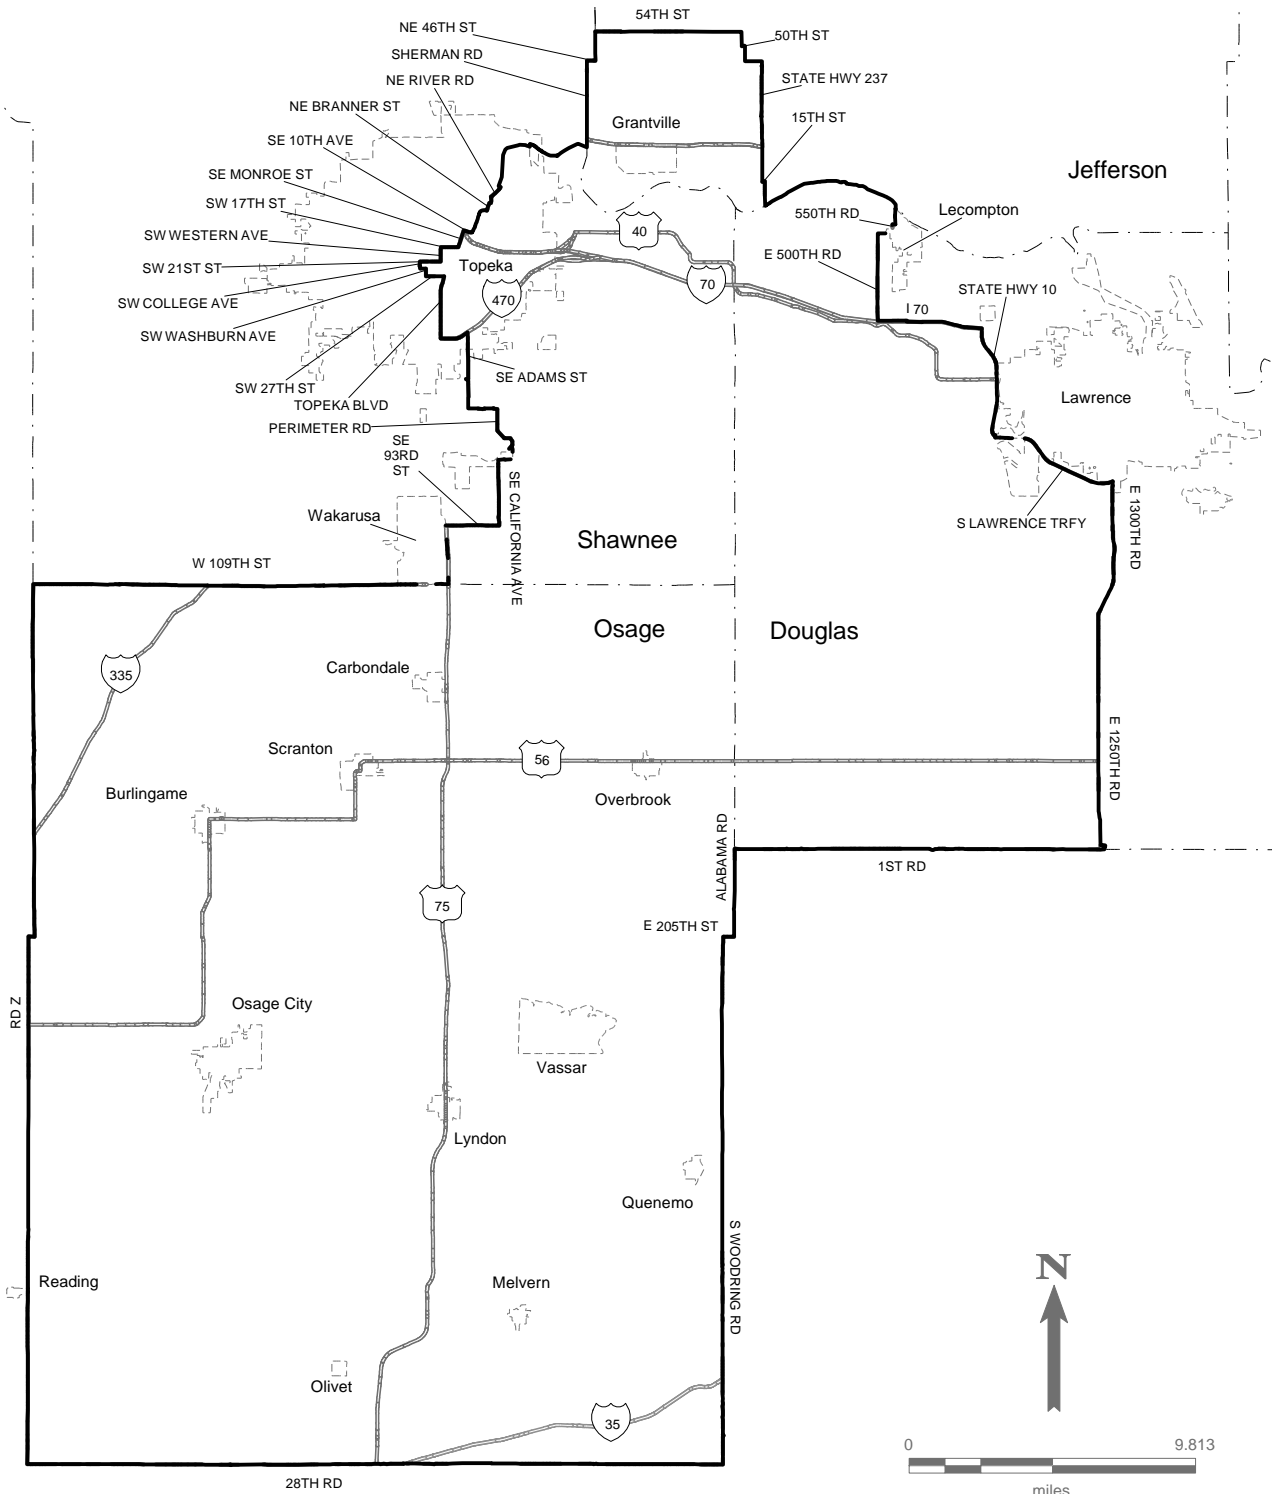 54TH ST
NE 46TH ST
50TH ST
SHERMAN RD
NE RIVER RD
STATE HWY 237
NE BRANNER ST
15TH ST
Grantville
SE 10TH AVE
Jefferson
SE MONROE ST
SW 17TH ST
550TH RD
Lecompton
40
SW WESTERN AVE
E 500TH RD
SW 21ST ST
Topeka
70
STATE HWY 10
SW COLLEGE AVE
470
I 70
SW WASHBURN AVE
SE ADAMS ST
SW 27TH ST
Lawrence
TOPEKA BLVD
PERIMETER RD
SE
93RD
ST
SE CALIFORNIA AVE
E 1300TH RD
Wakarusa
S LAWRENCE TRFY
Shawnee
W 109TH ST
Osage
Douglas
335
Carbondale
Scranton
56
E 1250TH RD
Burlingame
Overbrook
ALABAMA RD
1ST RD
75
E 205TH ST
RD Z
Osage City
Vassar
Lyndon
Quenemo
S WOODRING RD
Reading
Melvern
N
Olivet
35
28TH RD
0
9.813
miles